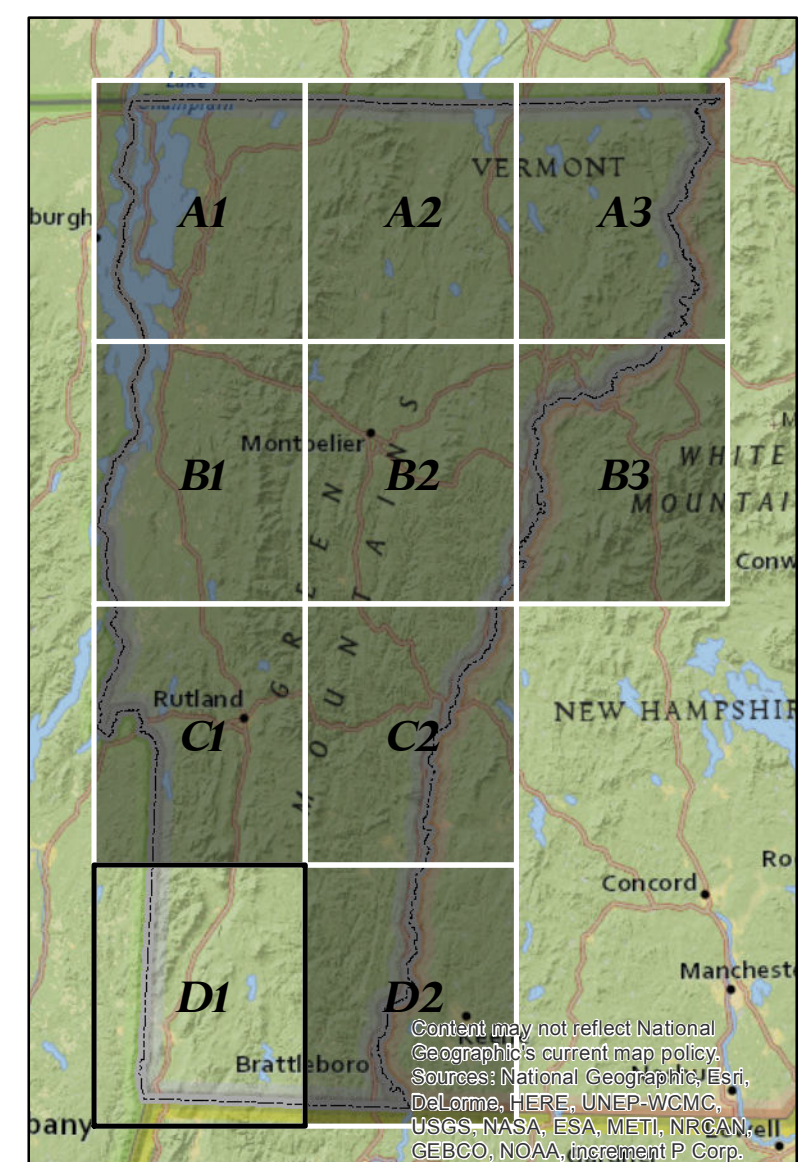 Lake
Champlain
VERMONT
burgh
A1
A2
A3
Montpelier
B1
B2
B3
WHITE
MOUNTAI
Conw
GREEN
MOUNTAINS
Rutland
C1
C2
NEW HAMPSHIR
Concord
Ro
Manchest
D1
D2
Brattleboro
bany
Content may not reflect National
Geographic's current map policy.
Sources: National Geographic, Esri,
DeLorme, HERE, UNEP-WCMC,
USGS, NASA, ESA, METI, NRCAN,
GEBCO, NOAA, increment P Corp.